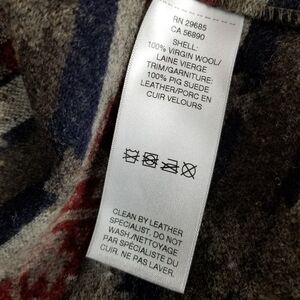 RN 29685
CA 56890
SHELL:
100% VIRGIN WOOL/
LAINE VIERGE
TRIM/GARNITURE:
100% PIG SUEDE
LEATHER/PORC EN
CUIR VELOURS
CLEAN BY LEATHER
SPECIALIST. DO NOT
WASH./NETTOYAGE
PAR SPÉCIALISTE DU
CUIR. NE PAS LAVER.